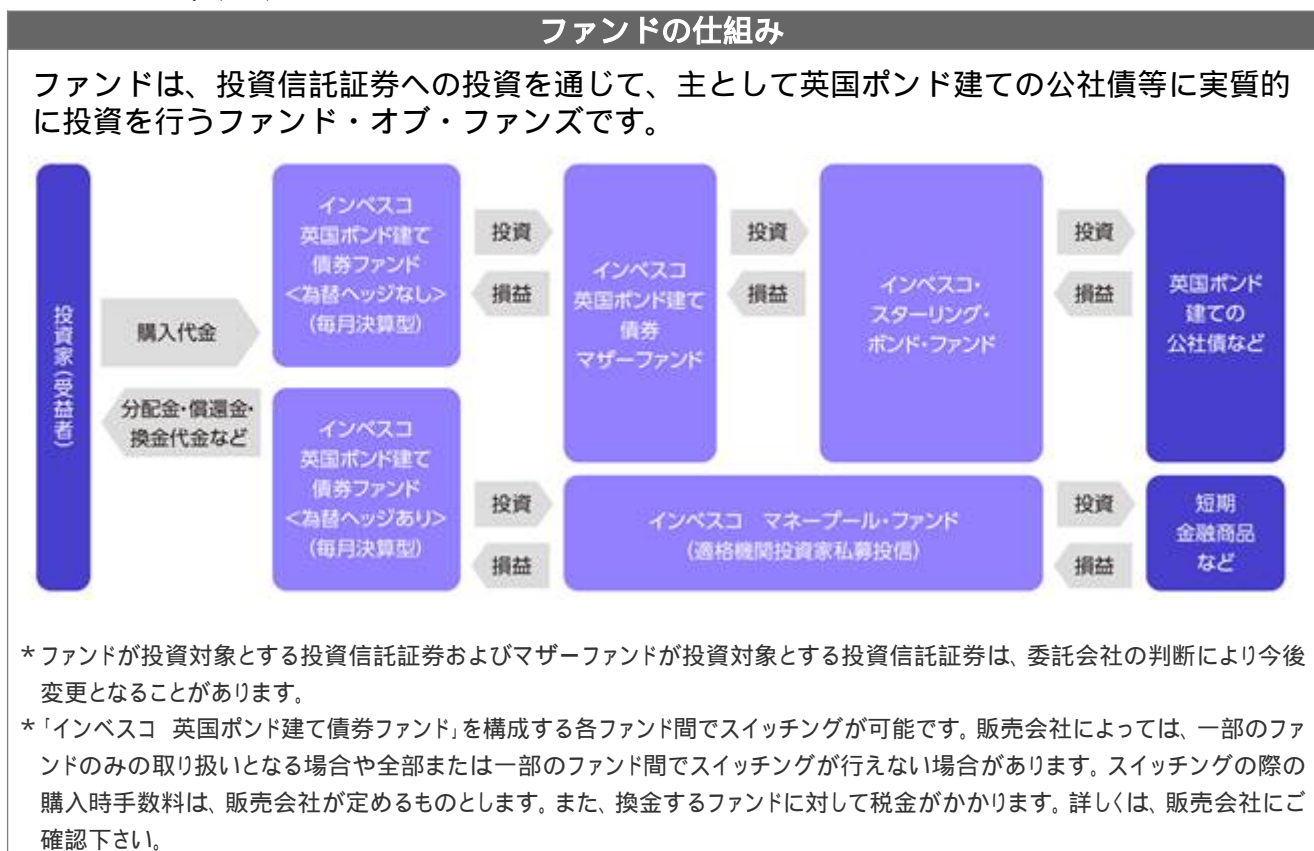 ファンドの仕組み
ファンドは、投資信託証券への投資を通じて、主として英国ポンド建ての公社債等に実質的
に投資を行うファンド・オブ・ファンズです。
投資家(受益者)
購入代金
分配金・償還金・
換金代金など
インベスコ
英国ポンド建て
債券ファンド
<為替ヘッジなし>
(毎月決算型)
インベスコ
英国ポンド建て
債券ファンド
<為替ヘッジあり>
(毎月決算型)
投資
損益
投資
損益
インベスコ
英国ポンド建て
債券
マザーファンド
投資
損益
インベスコ・
スターリング・
ボンド・ファンド
インベスコ マネープール・ファンド
(適格機関投資家私募投信)
投資
損益
投資
損益
英国ポンド
建ての
公社債など
短期
金融商品
など
*ファンドが投資対象とする投資信託証券およびマザーファンドが投資対象とする投資信託証券は、委託会社の判断により今後
変更となることがあります。
*「インベスコ 英国ポンド建て債券ファンド」を構成する各ファンド間でスイッチングが可能です。販売会社によっては、一部のファ
ンドのみの取り扱いとなる場合や全部または一部のファンド間でスイッチングが行えない場合があります。スイッチングの際の
購入時手数料は、販売会社が定めるものとします。また、換金するファンドに対して税金がかかります。詳しくは、販売会社にご
確認下さい。